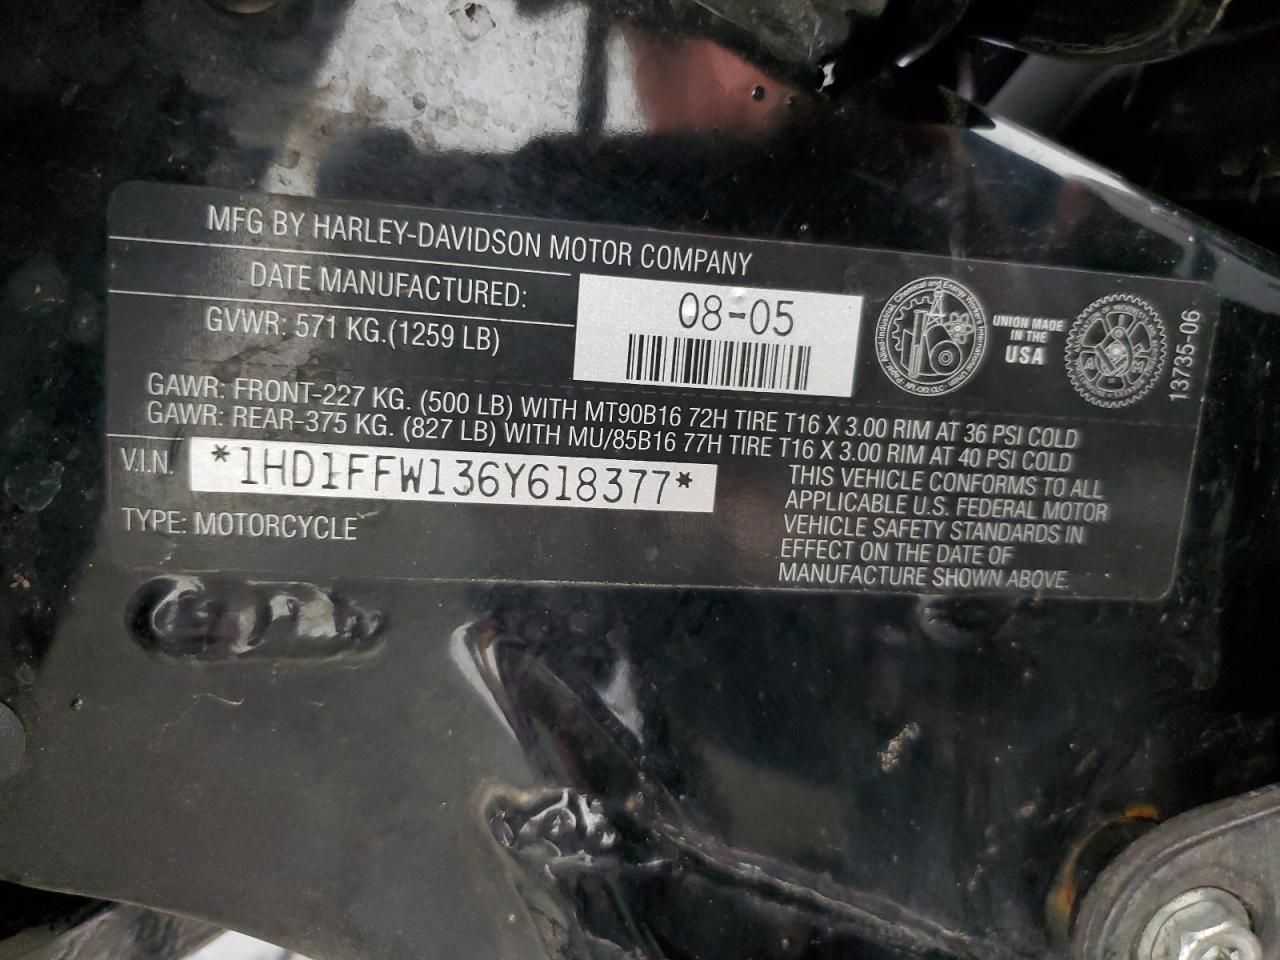 MFG BY HARLEY-DAVIDSON MOTOR COMPANY
DATE MANUFACTURED:
08-05
GVWR: 571 KG.(1259 LB)
UNION MADE
IN THE
USA
13735-06
GAWR: FRONT-227 KG. (500 LB) WITH MT90B16 72H TIRE T16 X 3.00 RIM AT 36 PSI COLD
GAWR: REAR-375 KG. (827 LB) WITH MU/85B16 77H TIRE T16 X 3.00 RIM AT 40 PSI COLD
V.I.N. *1HD1FFW136Y618377*
TYPE: MOTORCYCLE
THIS VEHICLE CONFORMS TO ALL
APPLICABLE U.S. FEDERAL MOTOR
VEHICLE SAFETY STANDARDS IN
EFFECT ON THE DATE OF
MANUFACTURE SHOWN ABOVE.